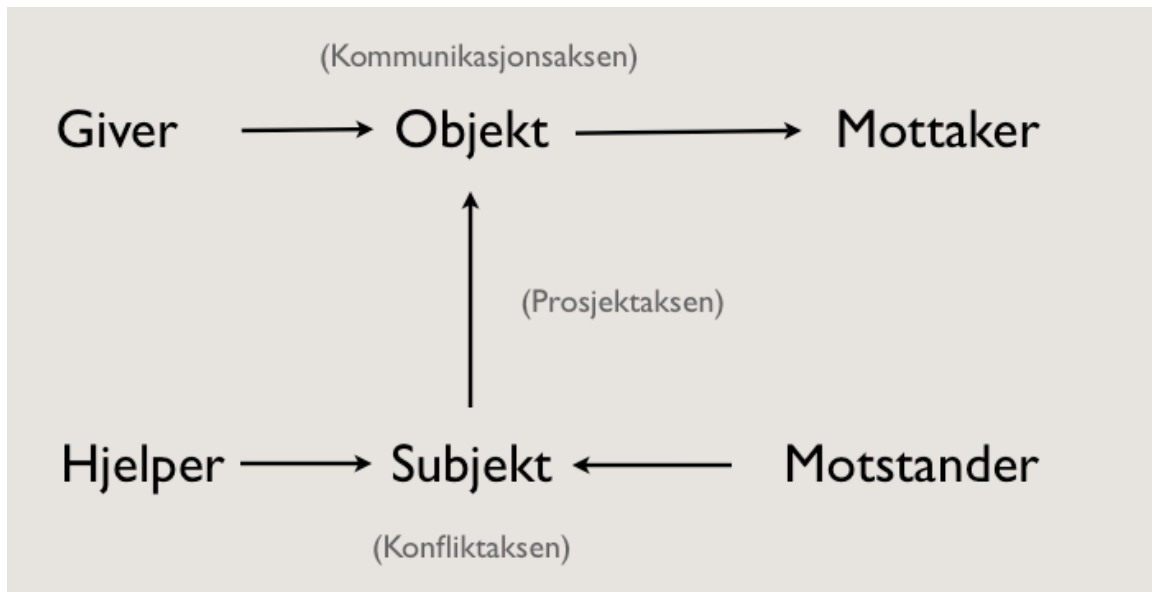 (Kommunikasjonsaksen)
Giver Objekt Mottaker
(Prosjektaksen)
Hjelper Subjekt Motstander
(Konfliktaksen)